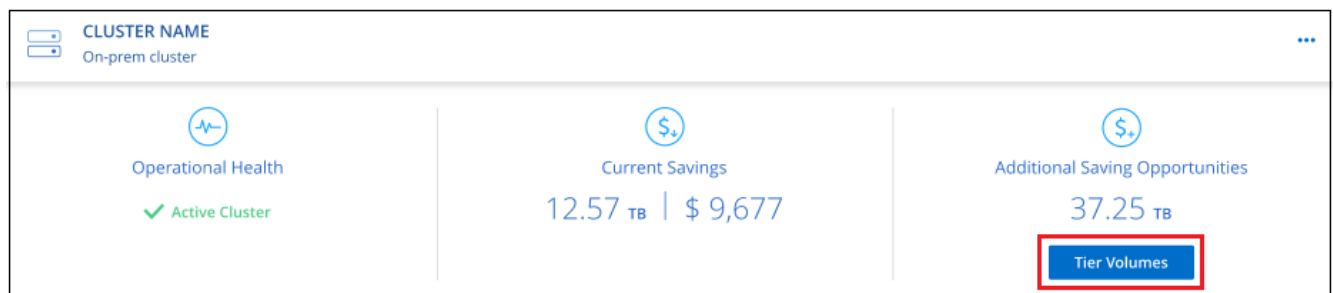 CLUSTER NAME
On-prem cluster
Operational Health
Active Cluster
Current Savings
12.57 TB | $ 9,677
Additional Saving Opportunities
37.25 TB
Tier Volumes